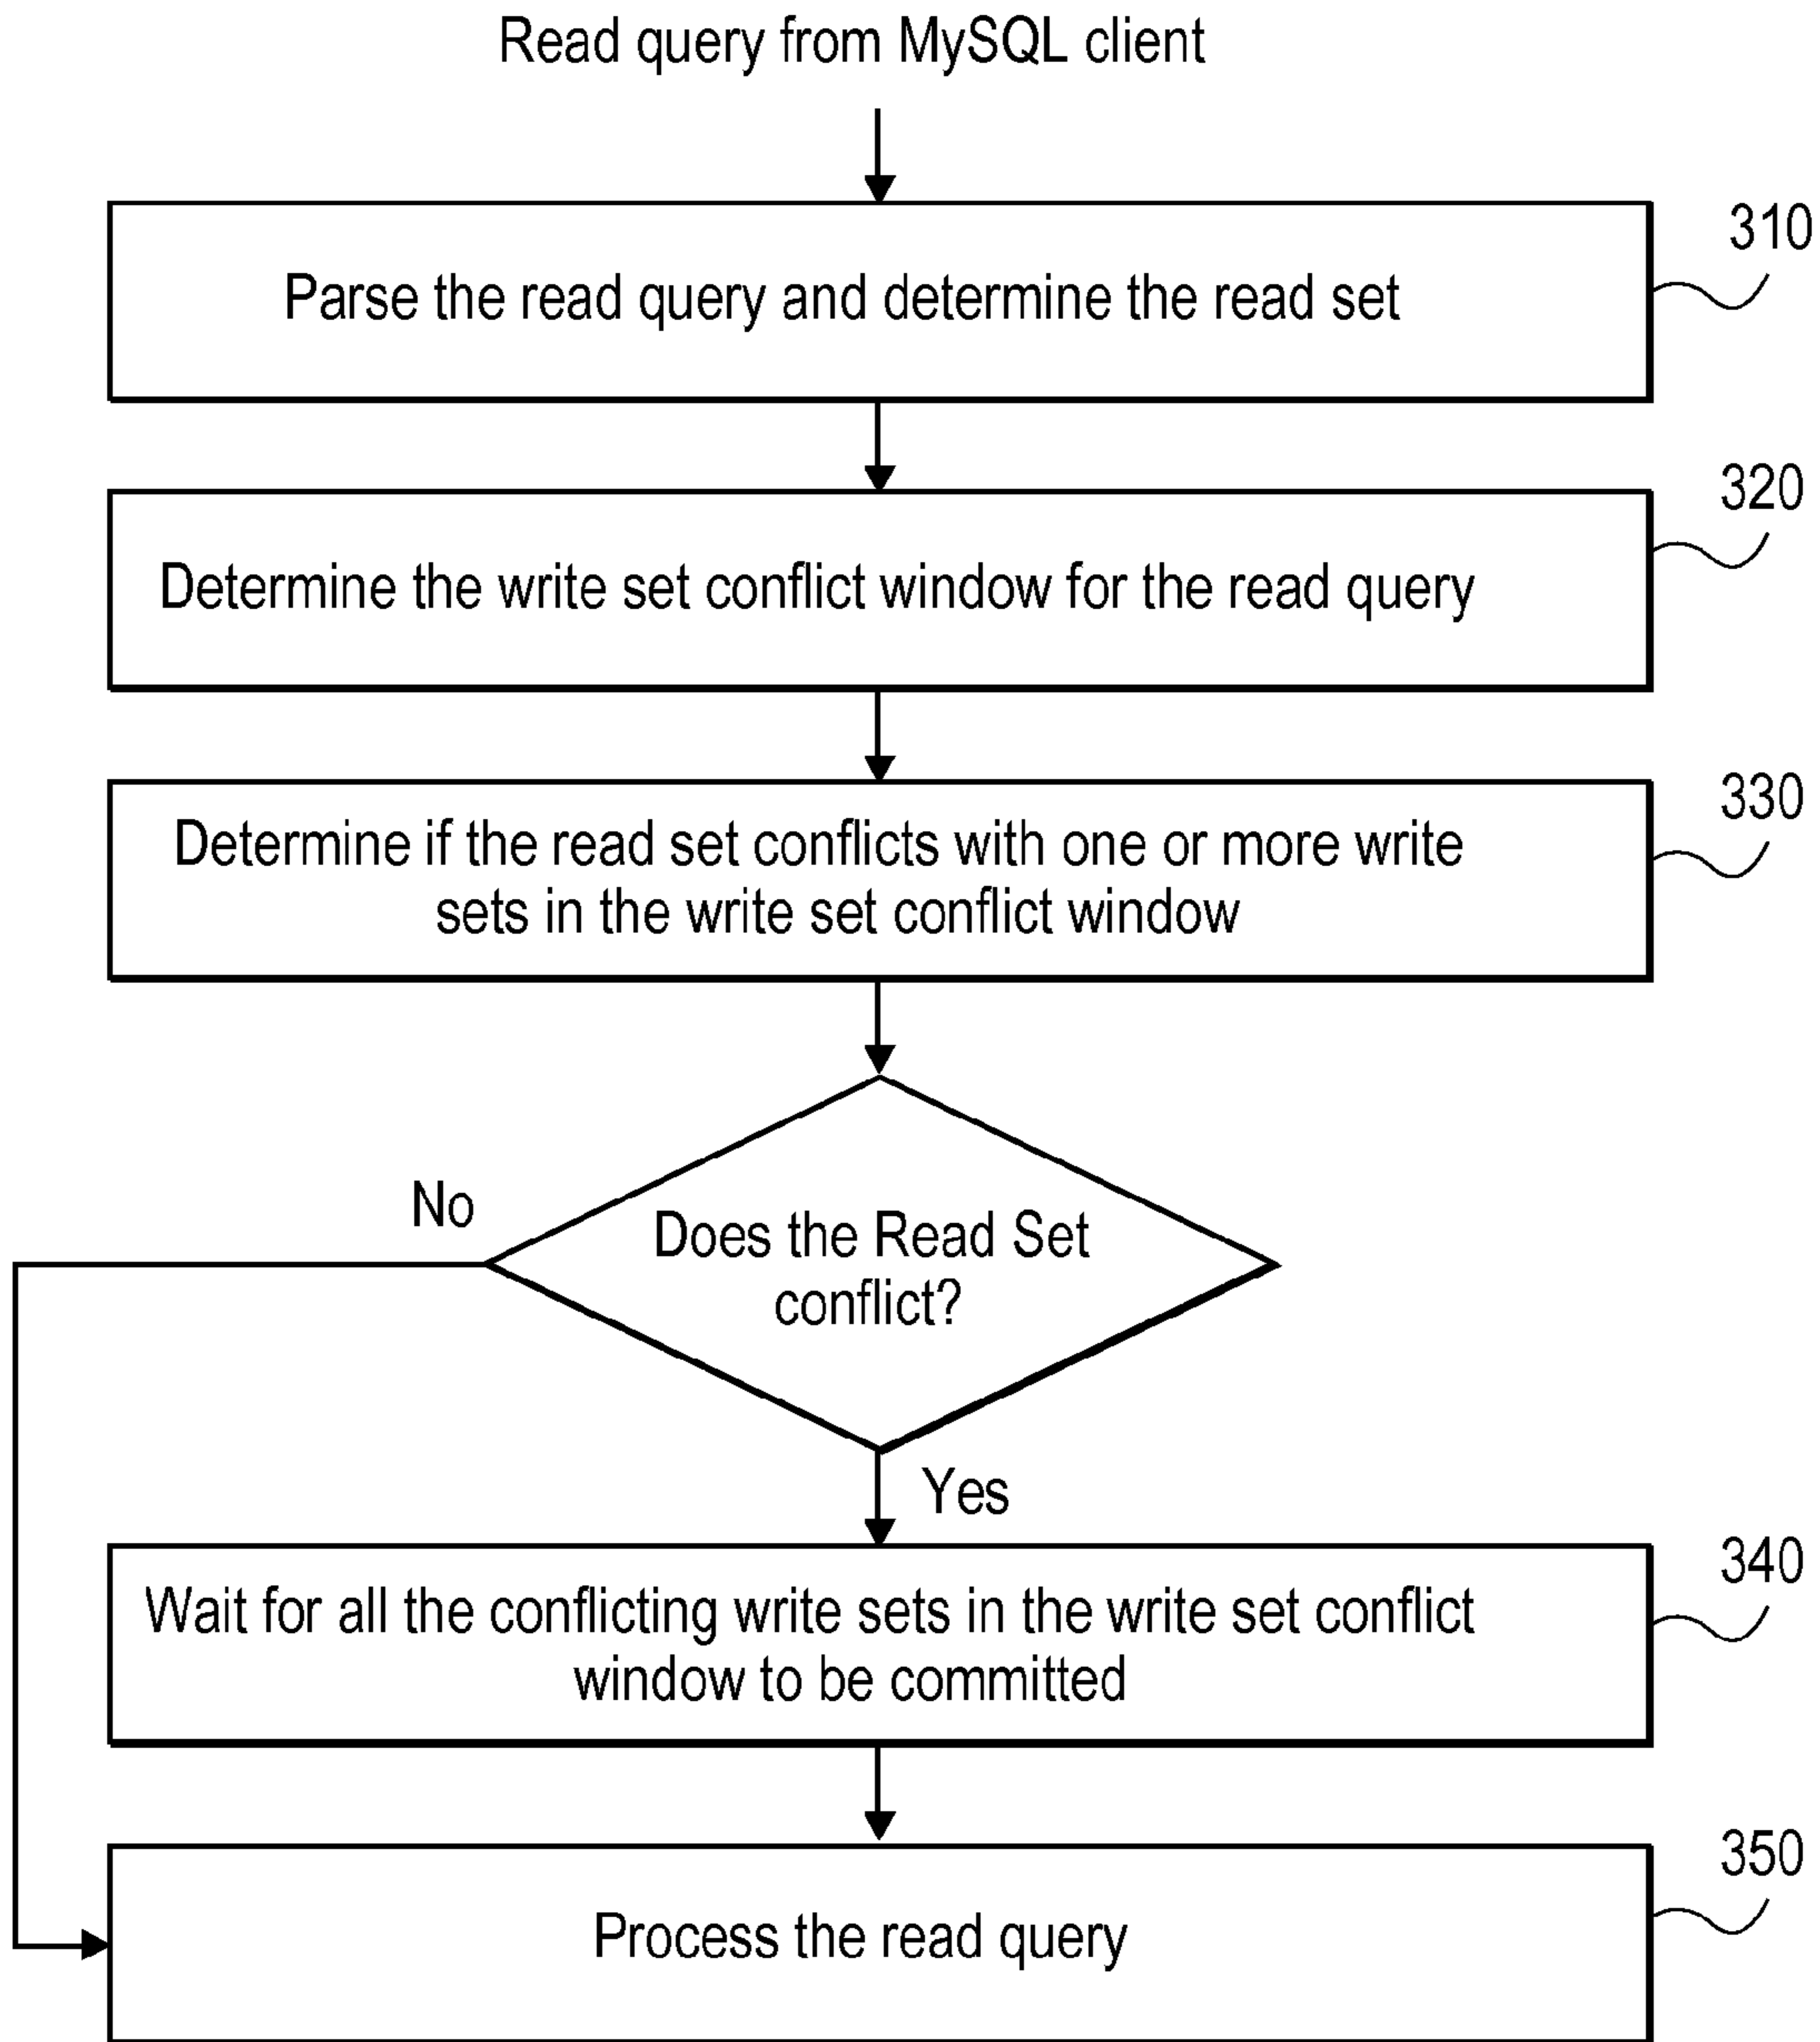 Read query from MySQL client
310
Parse the read query and determine the read set
320
Determine the write set conflict window for the read query
330
Determine if the read set conflicts with one or more write
sets in the write set conflict window
No
Does the Read Set
conflict?
Yes
340
Wait for all the conflicting write sets in the write set conflict
window to be committed
350
Process the read query